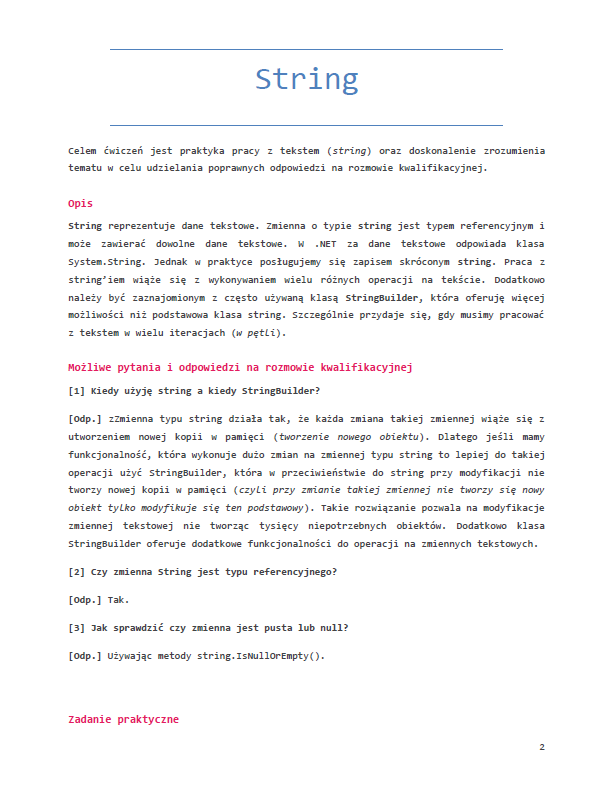 String
Celem ćwiczeń jest praktyka pracy z tekstem (string) oraz doskonalenie zrozumienia
tematu w celu udzielania poprawnych odpowiedzi na rozmowie kwalifikacyjnej.
Opis
String reprezentuje dane tekstowe. Zmienna o typie string jest typem referencyjnym i
może zawierać dowolne dane tekstowe. W .NET za dane tekstowe odpowiada klasa
System.String. Jednak w praktyce posługujemy się zapisem skróconym string. Praca z
string’iem wiąże się z wykonywaniem wielu różnych operacji na tekście. Dodatkowo
należy być zaznajomionym z często używaną klasą StringBuilder, która oferuję więcej
możliwości niż podstawowa klasa string. Szczególnie przydaje się, gdy musimy pracować
z tekstem w wielu iteracjach (w pętli).
Możliwe pytania i odpowiedzi na rozmowie kwalifikacyjnej
[1] Kiedy użyję string a kiedy StringBuilder?
[Odp.] zZmienna typu string działa tak, że każda zmiana takiej zmiennej wiąże się z
utworzeniem nowej kopii w pamięci (tworzenie nowego obiektu). Dlatego jeśli mamy
funkcjonalność, która wykonuje dużo zmian na zmiennej typu string to lepiej do takiej
operacji użyć StringBuilder, która w przeciwieństwie do string przy modyfikacji nie
tworzy nowej kopii w pamięci (czyli przy zmianie takiej zmiennej nie tworzy się nowy
obiekt tylko modyfikuje się ten podstawowy). Takie rozwiązanie pozwala na modyfikacje
zmiennej tekstowej nie tworząc tysięcy niepotrzebnych obiektów. Dodatkowo klasa
StringBuilder oferuje dodatkowe funkcjonalności do operacji na zmiennych tekstowych.
[2] Czy zmienna String jest typu referencyjnego?
[Odp.] Tak.
[3] Jak sprawdzić czy zmienna jest pusta lub null?
[Odp.] Używając metody string.IsNullOrEmpty().
Zadanie praktyczne
2